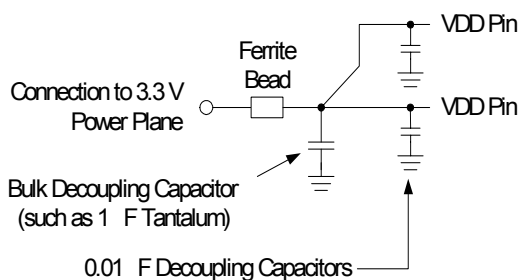 VDD Pin
Ferrite
Bead
Connection to 3.3 V
Power Plane
VDD Pin
Bulk Decoupling Capacitor
(such as 1 F Tantalum)
0.01 F Decoupling Capacitors